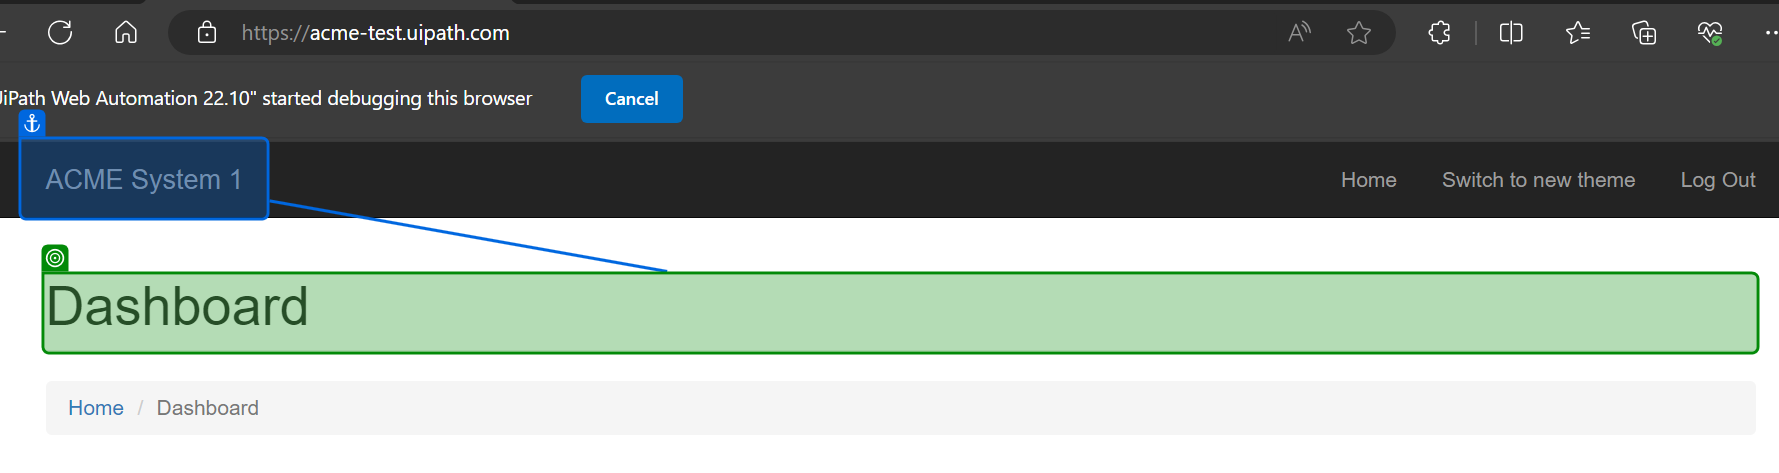 https://acme-test.uipath.com
UiPath Web Automation 22.10" started debugging this browser
Cancel
ACME System 1
Home Switch to new theme Log Out
Dashboard
Home / Dashboard